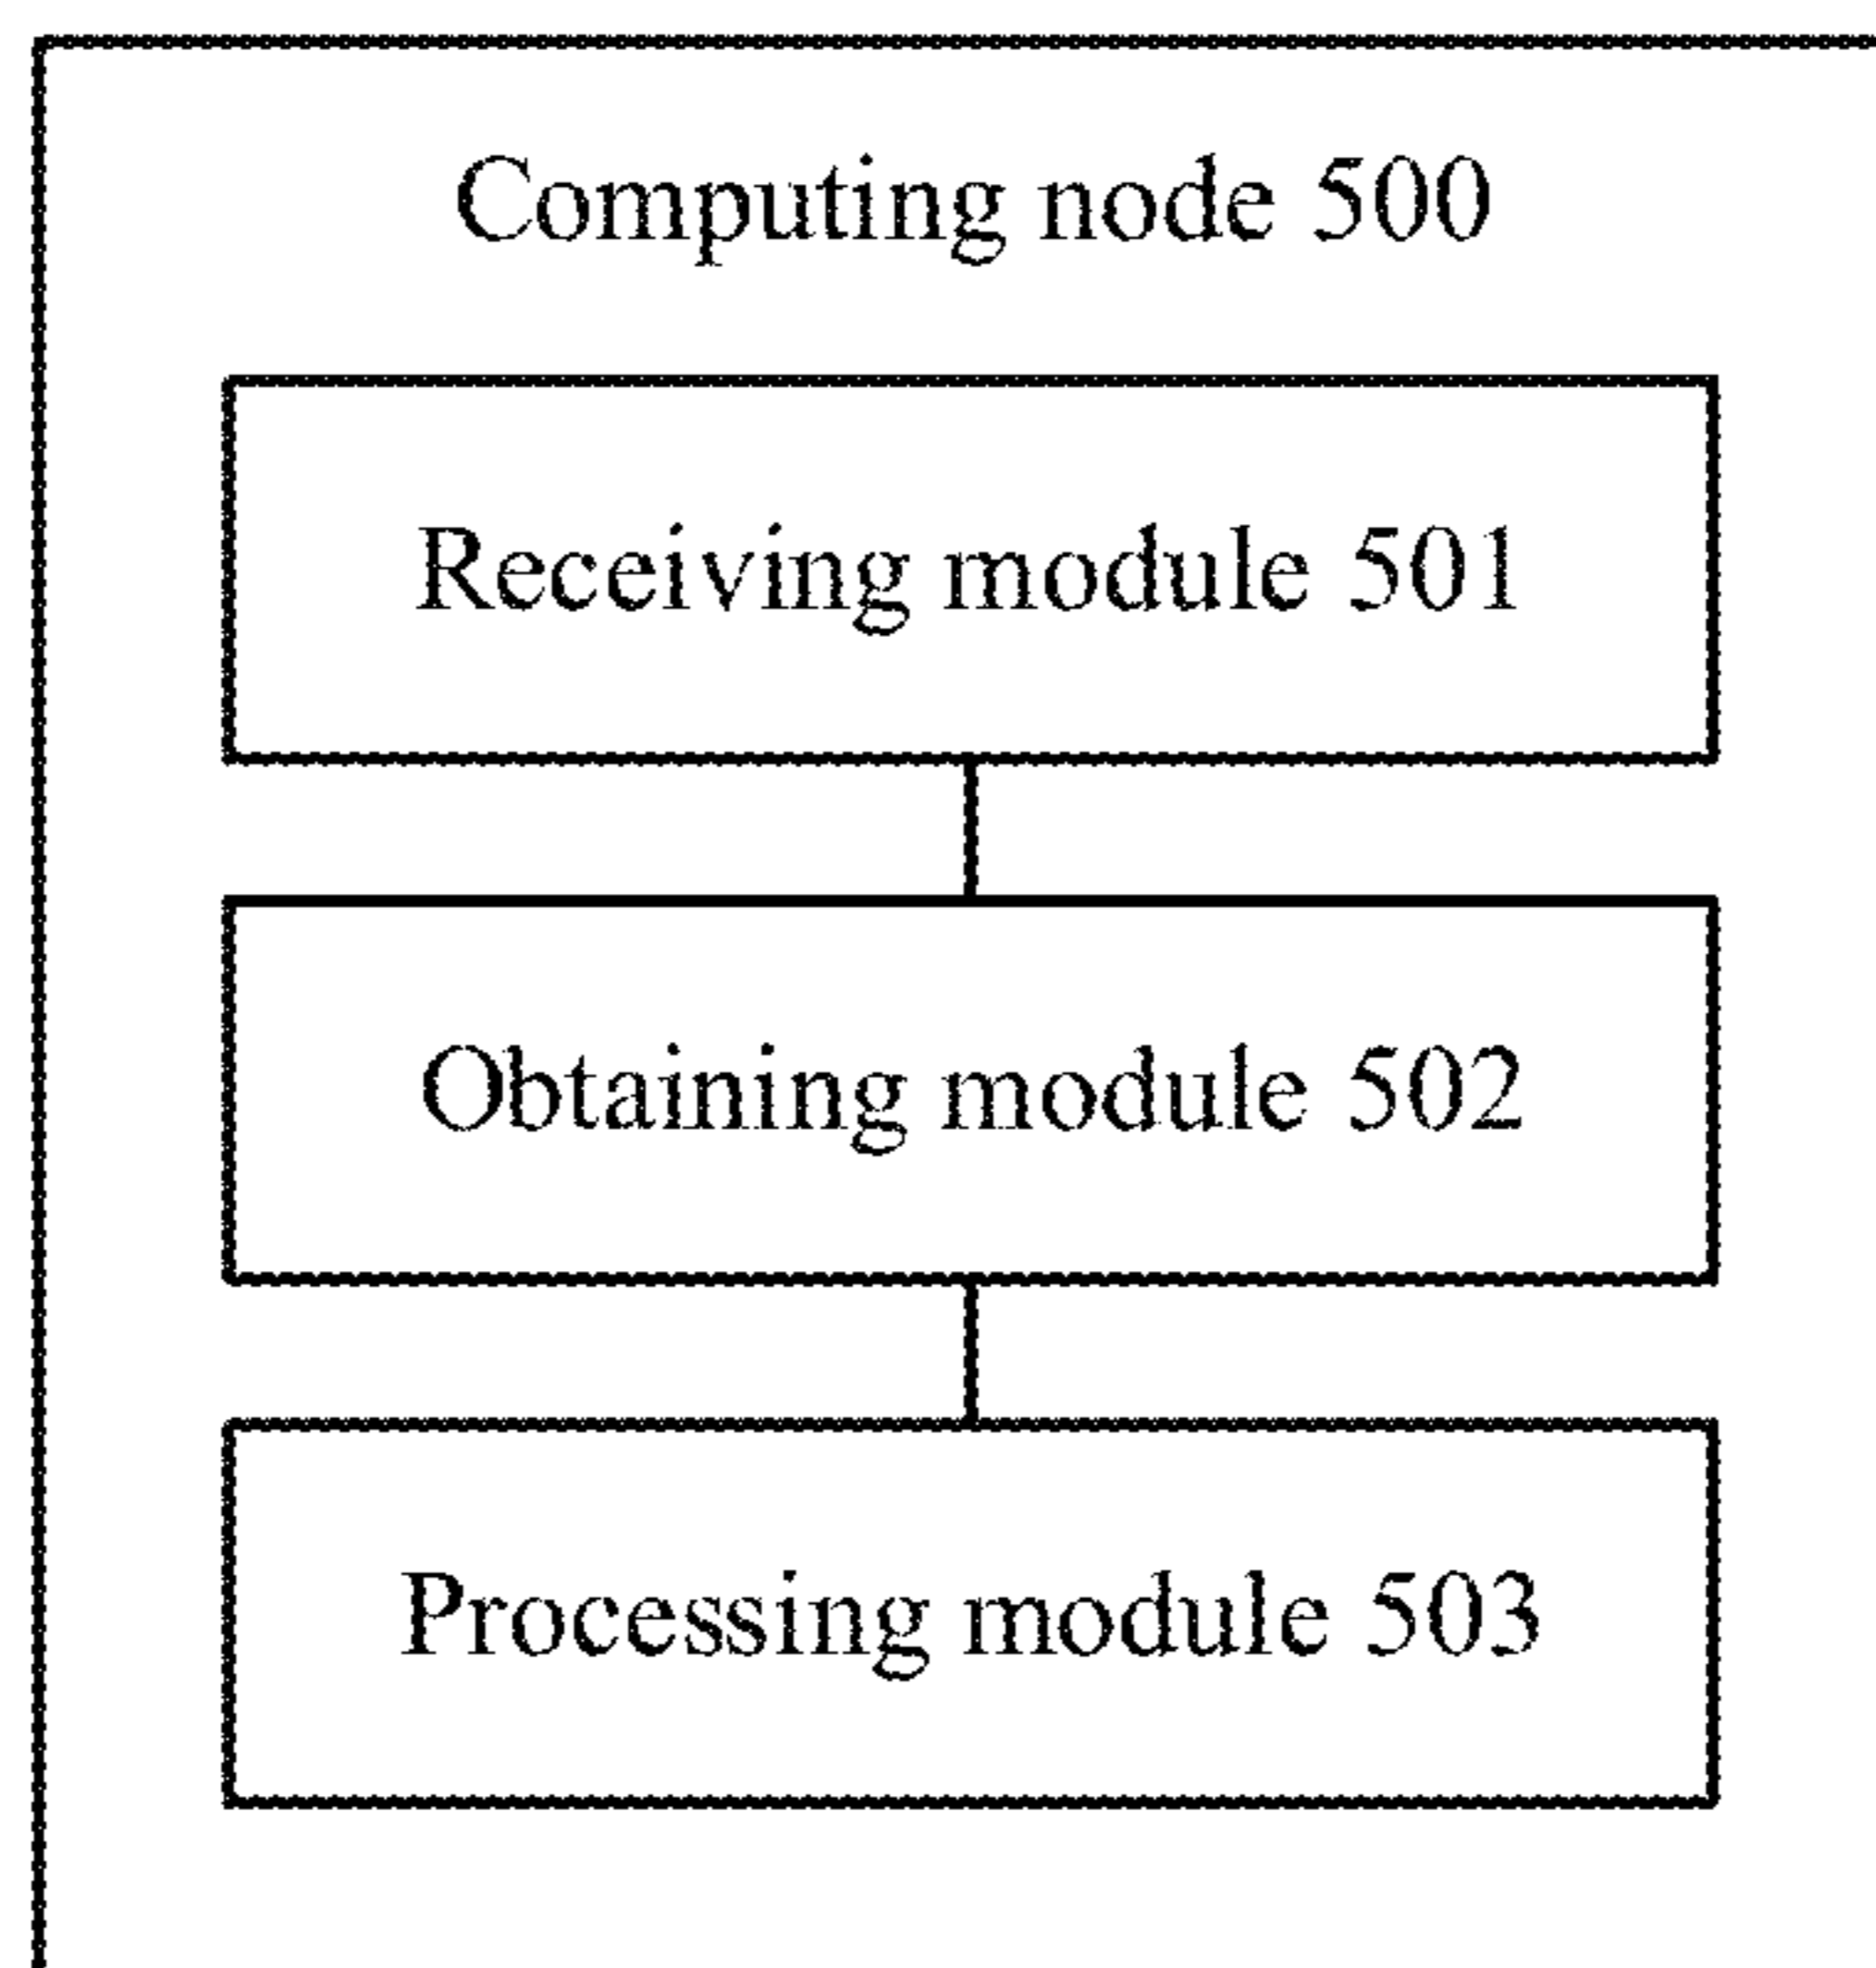 Computing node 500
Receiving module 501
Obtaining module 502
Processing module 503